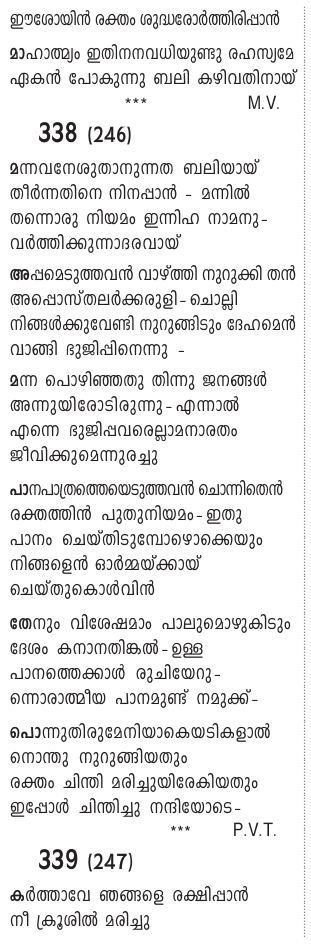 ഈശോയിൻ രക്തം ശുദ്ധരോർത്തിരിപ്പാൻ
മാഹാത്മ്യം ഇതിനനവധിയുണ്ടു രഹസ്യമേ
ഏകൻ പോകുന്നു ബലി കഴിവതിനായ്
*** M.V.
338 (246)
മന്നവനേശുതാനുന്നത ബലിയായ്
തീർന്നതിനെ നിനപ്പാൻ - മന്നിൽ
തന്നൊരു നിയമം ഇന്നിഹ നാമനു-
വർത്തിക്കുന്നാദരവായ്
അപ്പമെടുത്തവൻ വാഴ്ത്തി നുറുക്കി തൻ
അപ്പൊസ്തലർക്കരുളി- ചൊല്ലി
നിങ്ങൾക്കുവേണ്ടി നുറുങ്ങിടും ദേഹമെൻ
വാങ്ങി ഭുജിപ്പിനെന്നു -
മന്ന പൊഴിഞ്ഞതു തിന്നു ജനങ്ങൾ
അന്നുയിരോടിരുന്നു- എന്നാൽ
എന്നെ ഭുജിപ്പവരെല്ലാമനാരതം
ജീവിക്കുമെന്നുരച്ചു
പാനപാത്രത്തെയെടുത്തവൻ ചൊന്നിതെൻ
രക്തത്തിൻ പുതുനിയമം- ഇതു
പാനം ചെയ്തിടുമ്പോഴൊക്കെയും
നിങ്ങളെൻ ഓർമ്മയ്ക്കായ്
ചെയ്തുകൊൾവിൻ
തേനും വിശേഷമാം പാലുമൊഴുകിടും
ദേശം കനാനതിങ്കൽ- ഉള്ള
പാനത്തെക്കാൾ രുചിയേറു-
ന്നൊരാത്മീയ പാനമുണ്ട് നമുക്ക്-
പൊന്നുതിരുമേനിയാകെയടികളാൽ
നൊന്തു നുറുങ്ങിയതും
രക്തം ചിന്തി മരിച്ചുയിരേകിയതും
ഇപ്പോൾ ചിന്തിച്ചു നന്ദിയോടെ-
*** P.V.T.
339 (247)
കർത്താവേ ഞങ്ങളെ രക്ഷിപ്പാൻ
നീ ക്രൂശിൽ മരിച്ചു